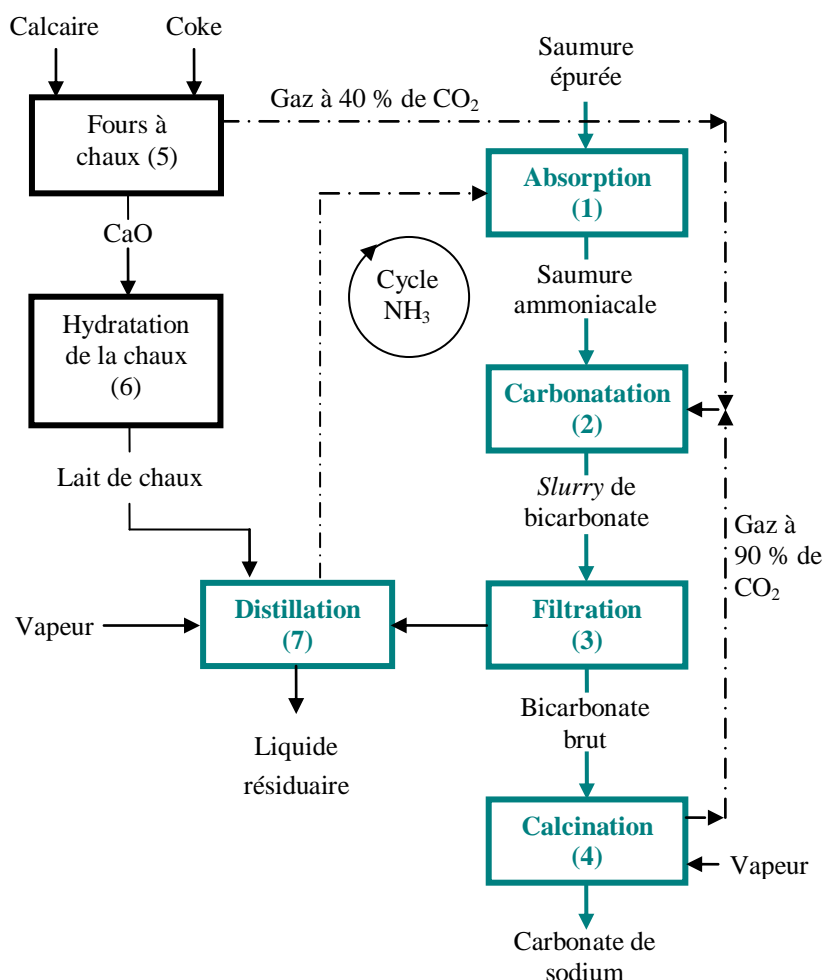 Calcaire
Coke
Saumure
épurée
Gaz à 40 % de CO₂
Fours à
chaux (5)
Absorption
(1)
CaO
Cycle
NH₃
Saumure
ammoniacale
Hydratation
de la chaux
(6)
Carbonatation
(2)
Lait de chaux
Slurry de
bicarbonate
Gaz à
90 % de
CO₂
Vapeur
Distillation
(7)
Filtration
(3)
Liquide
résiduaire
Bicarbonate
brut
Calcination
(4)
Vapeur
Carbonate de
sodium